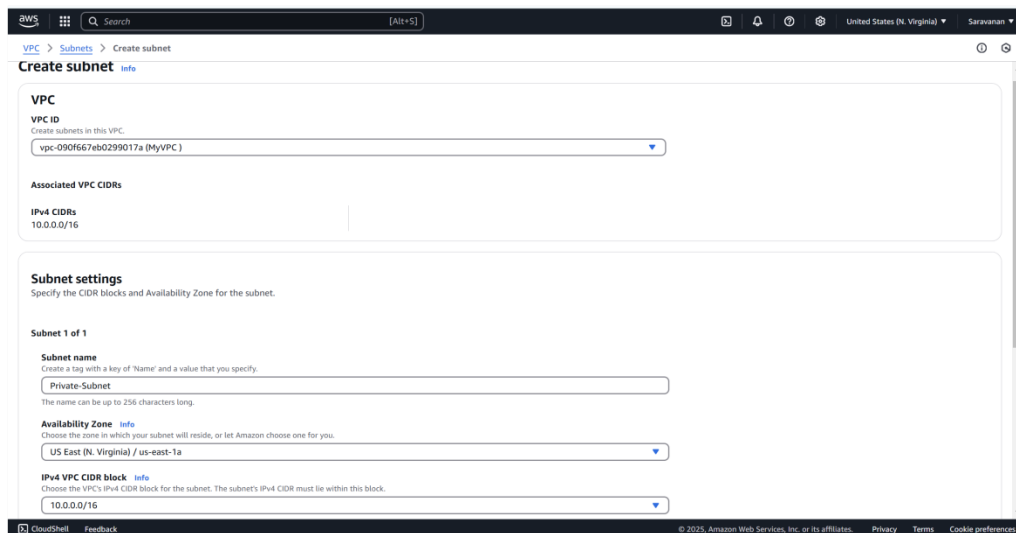 aws
Search
[Alt+S]
United States (N. Virginia)
Saravanan
VPC > Subnets > Create subnet
Create subnet Info
VPC
VPC ID
Create subnets in this VPC.
vpc-090f667eb0299017a (MyVPC )
Associated VPC CIDRs
IPv4 CIDRs
10.0.0.0/16
Subnet settings
Specify the CIDR blocks and Availability Zone for the subnet.
Subnet 1 of 1
Subnet name
Create a tag with a key of 'Name' and a value that you specify.
Private-Subnet
The name can be up to 256 characters long.
Availability Zone Info
Choose the zone in which your subnet will reside, or let Amazon choose one for you.
US East (N. Virginia) / us-east-1a
IPv4 VPC CIDR block Info
Choose the VPC's IPv4 CIDR block for the subnet. The subnet's IPv4 CIDR must lie within this block.
10.0.0.0/16
CloudShell Feedback © 2025, Amazon Web Services, Inc. or its affiliates. Privacy Terms Cookie preferences